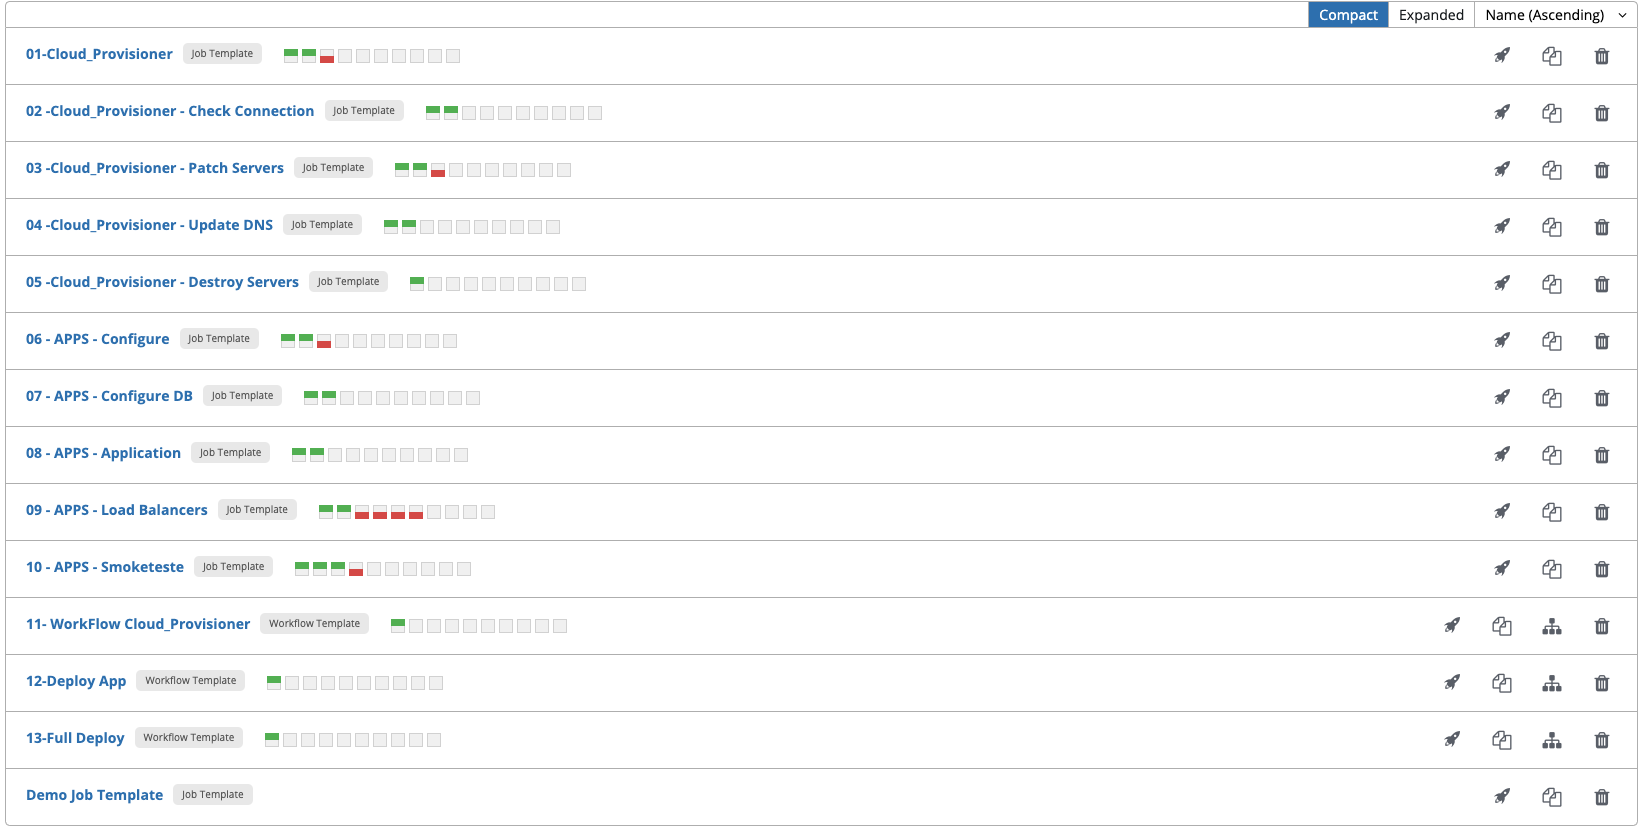 Compact Expanded Name (Ascending)
01-Cloud_Provisioner Job Template
02 -Cloud_Provisioner - Check Connection Job Template
03 -Cloud_Provisioner - Patch Servers Job Template
04 -Cloud_Provisioner - Update DNS Job Template
05 -Cloud_Provisioner - Destroy Servers Job Template
06 - APPS - Configure Job Template
07 - APPS - Configure DB Job Template
08 - APPS - Application Job Template
09 - APPS - Load Balancers Job Template
10 - APPS - Smoketeste Job Template
11- WorkFlow Cloud_Provisioner Workflow Template
12-Deploy App Workflow Template
13-Full Deploy Workflow Template
Demo Job Template Job Template